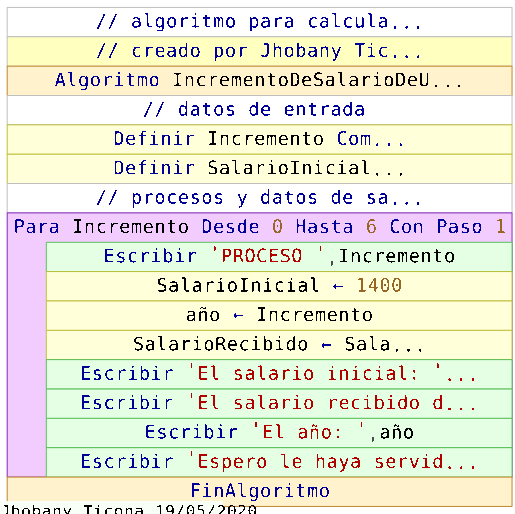 // algoritmo para calcula...
// creado por Jhobany Tic...
Algoritmo IncrementoDeSalarioDeU...
// datos de entrada
Definir Incremento Com...
Definir SalarioInicial...
// procesos y datos de sa...
Para Incremento Desde 0 Hasta 6 Con Paso 1
Escribir 'PROCESO ',Incremento
SalarioInicial ← 1400
año ← Incremento
SalarioRecibido ← Sala...
Escribir 'El salario inicial: '...
Escribir 'El salario recibido d...
Escribir 'El año: ',año
Escribir 'Espero le haya servid...
FinAlgoritmo
Jhobany Ticona 19/05/2020